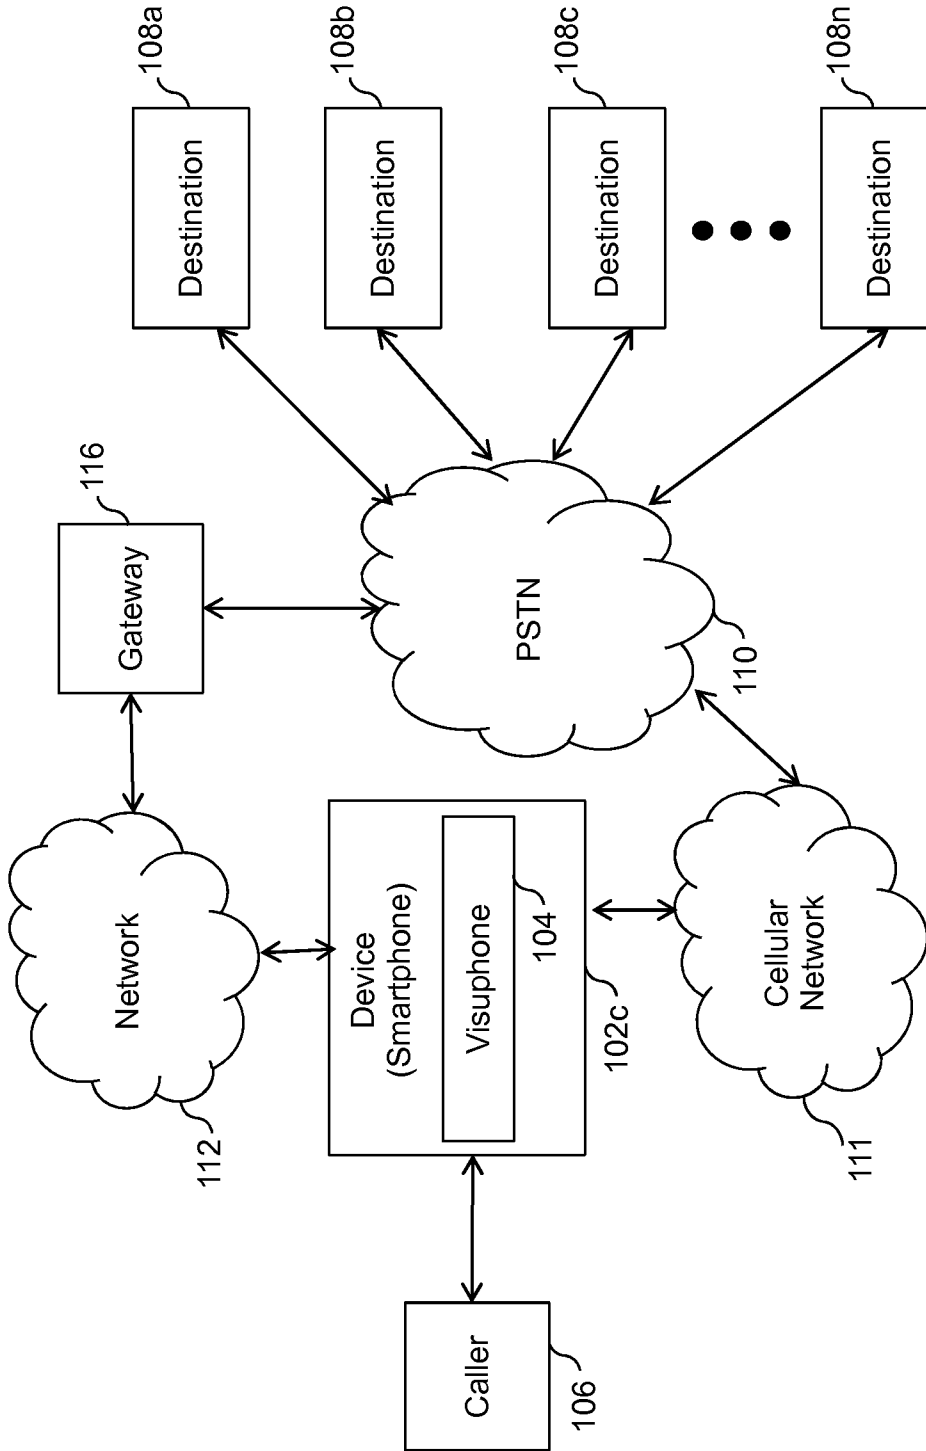 108a
Destination
108b
Destination
108c
Destination
108n
Destination
116
Gateway
PSTN
110
Network
112
Device
(Smartphone)
Visuphone
104
102c
Cellular
Network
111
Caller
106